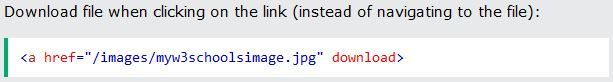 Download file when clicking on the link (instead of navigating to the file):
<a href="/images/myw3schoolsimage.jpg" download>